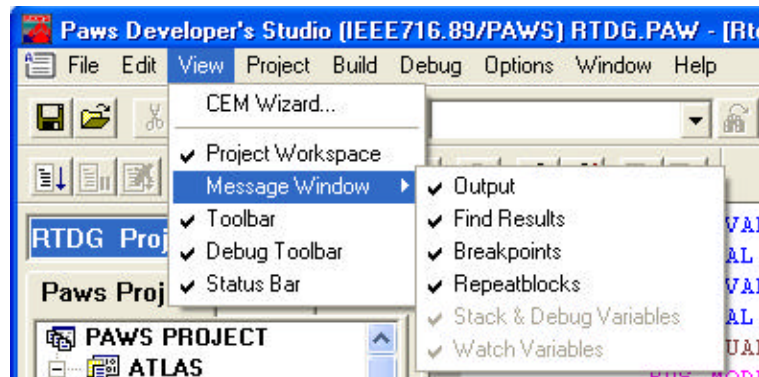 Paws Developer's Studio (IEEE716.89/PAWS) RTDG.PAW - [Rt
File Edit View Project Build Debug Options Window Help
CEM Wizard...
Project Workspace
Message Window
Toolbar
Debug Toolbar
Status Bar
Output
Find Results
Breakpoints
Repeatblocks
Stack & Debug Variables
Watch Variables
RTDG Proj
Paws Proj
PAWS PROJECT
ATLAS